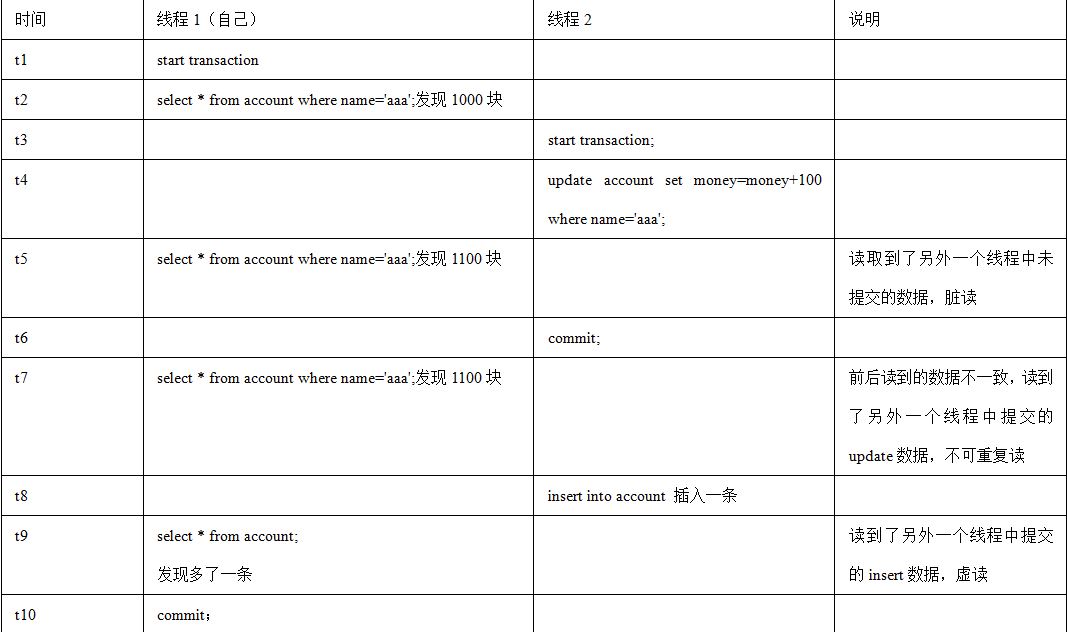 时间 线程 1（自己） 线程 2 说明
t1 start transaction
t2 select * from account where name='aaa';发现 1000 块
t3 start transaction;
t4 update account set money=money+100
where name='aaa';
t5 select * from account where name='aaa';发现 1100 块 读取到了另外一个线程中未
提交的数据，脏读
t6 commit;
t7 select * from account where name='aaa';发现 1100 块 前后读到的数据不一致，读到
了另外一个线程中提交的
update 数据，不可重复读
t8 insert into account 插入一条
t9 select * from account; 读到了另外一个线程中提交
发现多了一条 的 insert 数据，虚读
t10 commit；